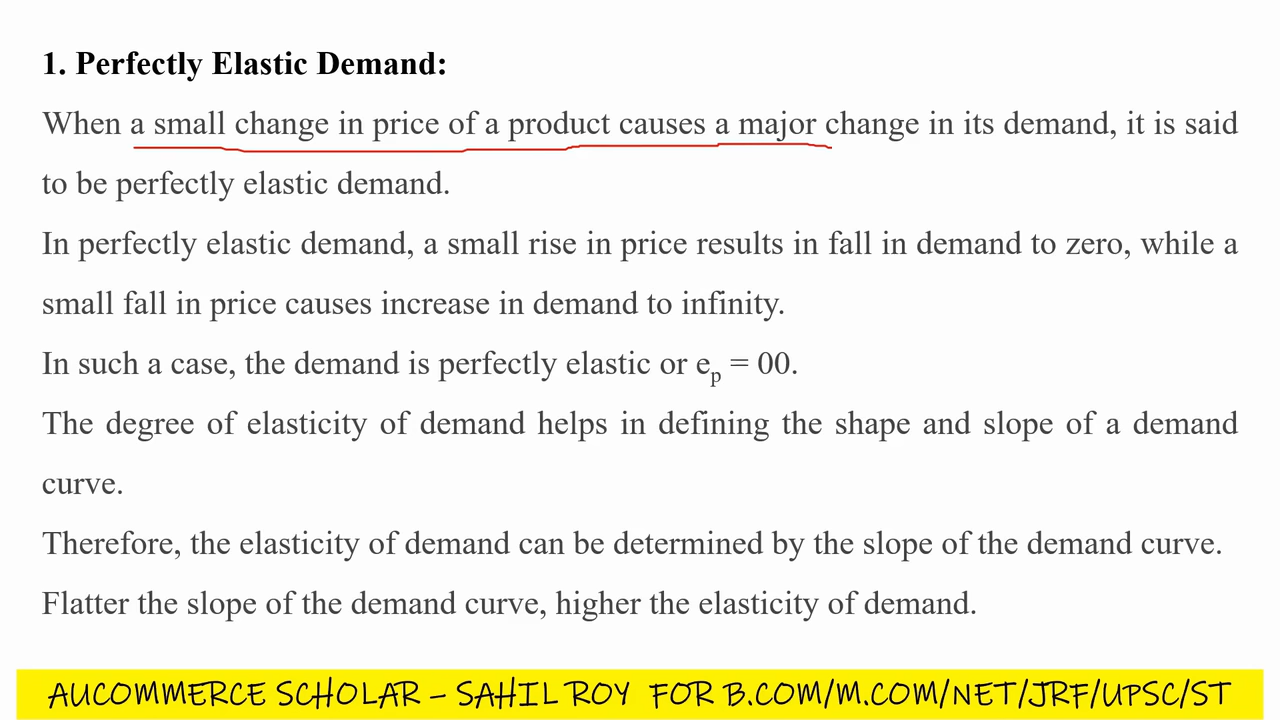 1. Perfectly Elastic Demand:
When a small change in price of a product causes a major change in its demand, it is said
to be perfectly elastic demand.
In perfectly elastic demand, a small rise in price results in fall in demand to zero, while a
small fall in price causes increase in demand to infinity.
In such a case, the demand is perfectly elastic or ep = 00.
The degree of elasticity of demand helps in defining the shape and slope of a demand
curve.
Therefore, the elasticity of demand can be determined by the slope of the demand curve.
Flatter the slope of the demand curve, higher the elasticity of demand.
AUCOMMERCE SCHOLAR – SAHIL ROY FOR B.COM/M.COM/NET/JRF/UPSC/ST